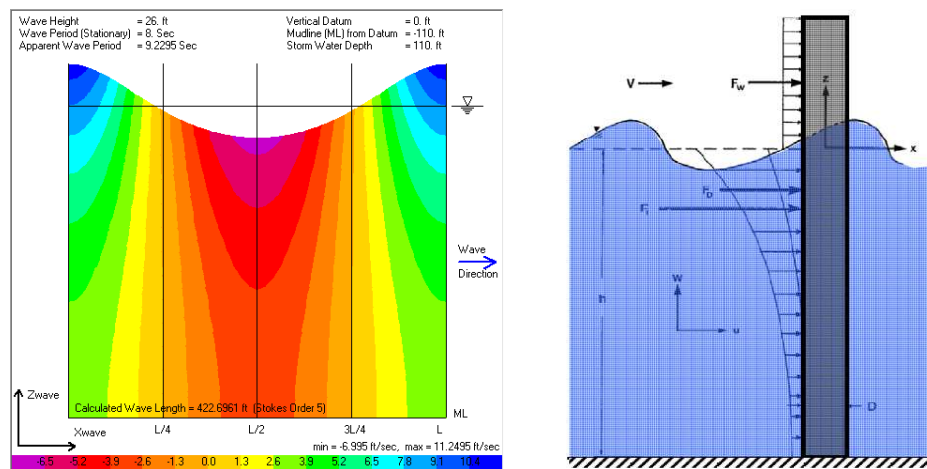 Wave Height = 26. ft Vertical Datum = 0. ft
Wave Period (Stationary) = 8. Sec Mudline (ML) from Datum = -110. ft
Apparent Wave Period = 9.2295 Sec Storm Water Depth = 110. ft
Wave
Direction
Zwave
Calculated Wave Length = 422.6961 ft (Stokes Order 5)
ML
Xwave L/4 L/2 3L/4 L
min = -6.995 ft/sec, max = 11.2495 ft/sec
-6.5 -5.2 -3.9 -2.6 -1.3 0.0 1.3 2.6 3.9 5.2 6.5 7.8 9.1 10.4
V Fw z
x
FD
Fi
h
W
u
D